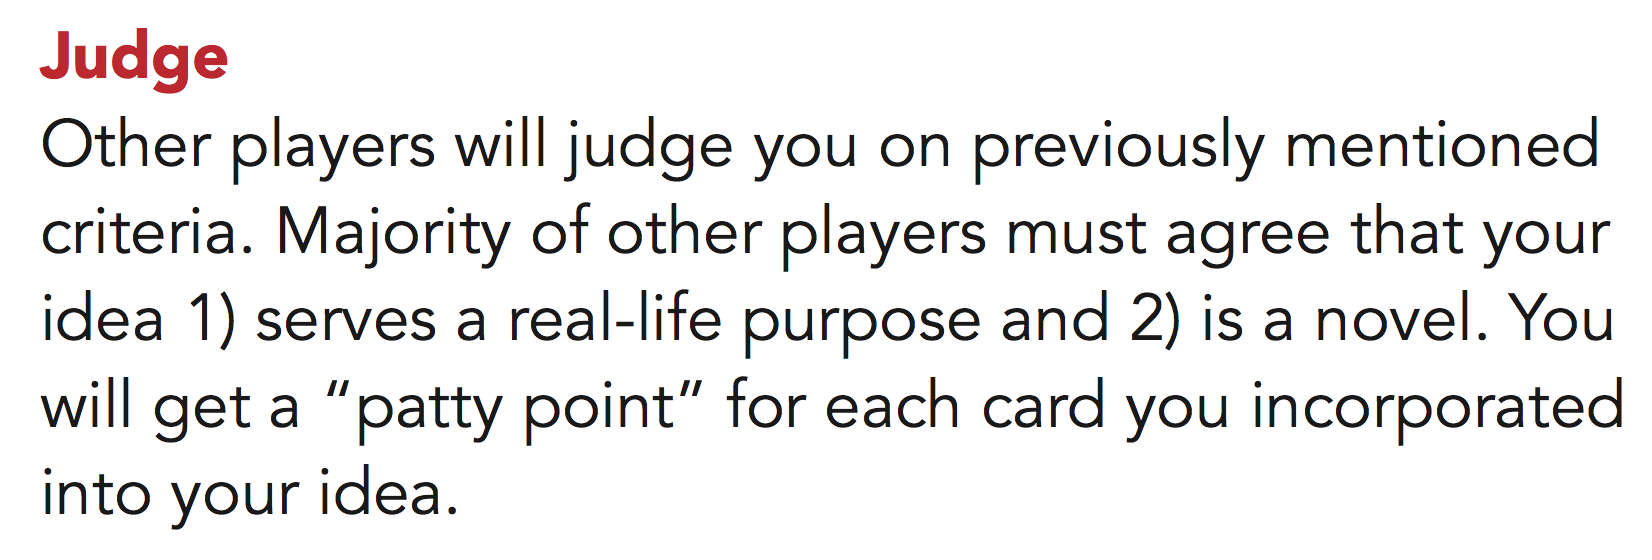 Judge
Other players will judge you on previously mentioned
criteria. Majority of other players must agree that your
idea 1) serves a real-life purpose and 2) is a novel. You
will get a “patty point” for each card you incorporated
into your idea.